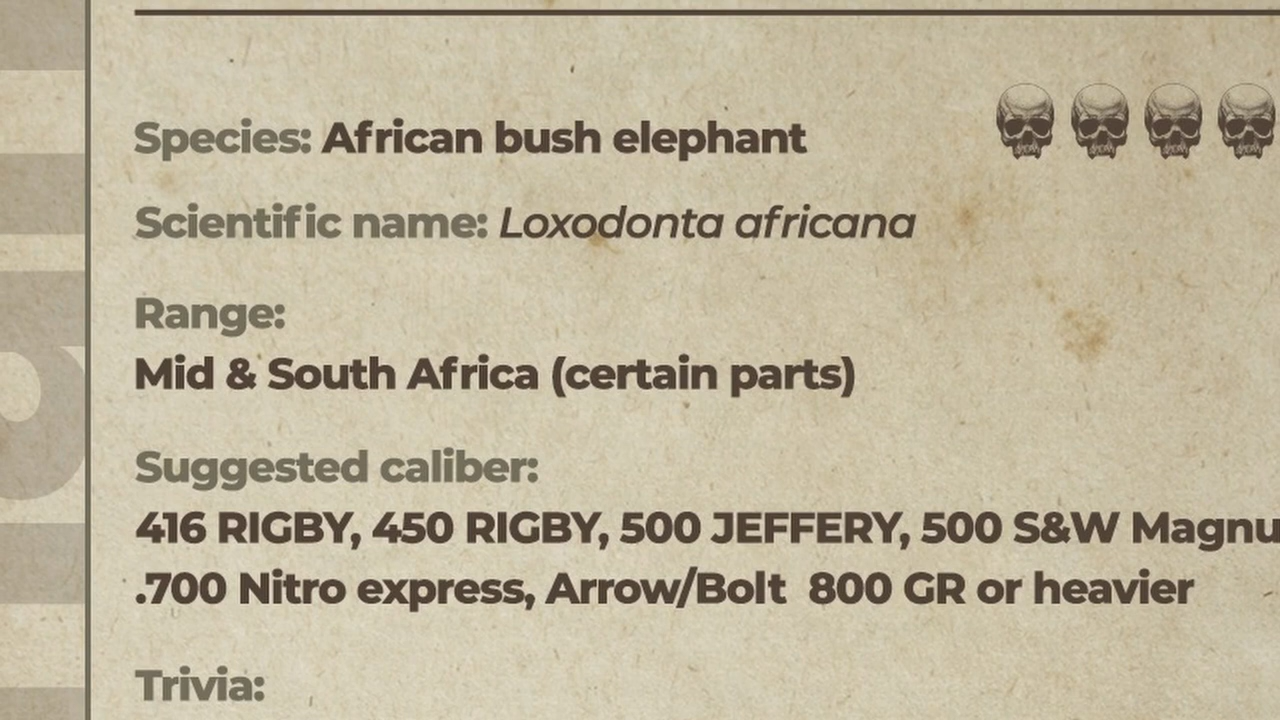 Species: African bush elephant
Scientific name: Loxodonta africana
Range:
Mid & South Africa (certain parts)
Suggested caliber:
416 RIGBY, 450 RIGBY, 500 JEFFERY, 500 S&W Magnu
.700 Nitro express, Arrow/Bolt 800 GR or heavier
Trivia: